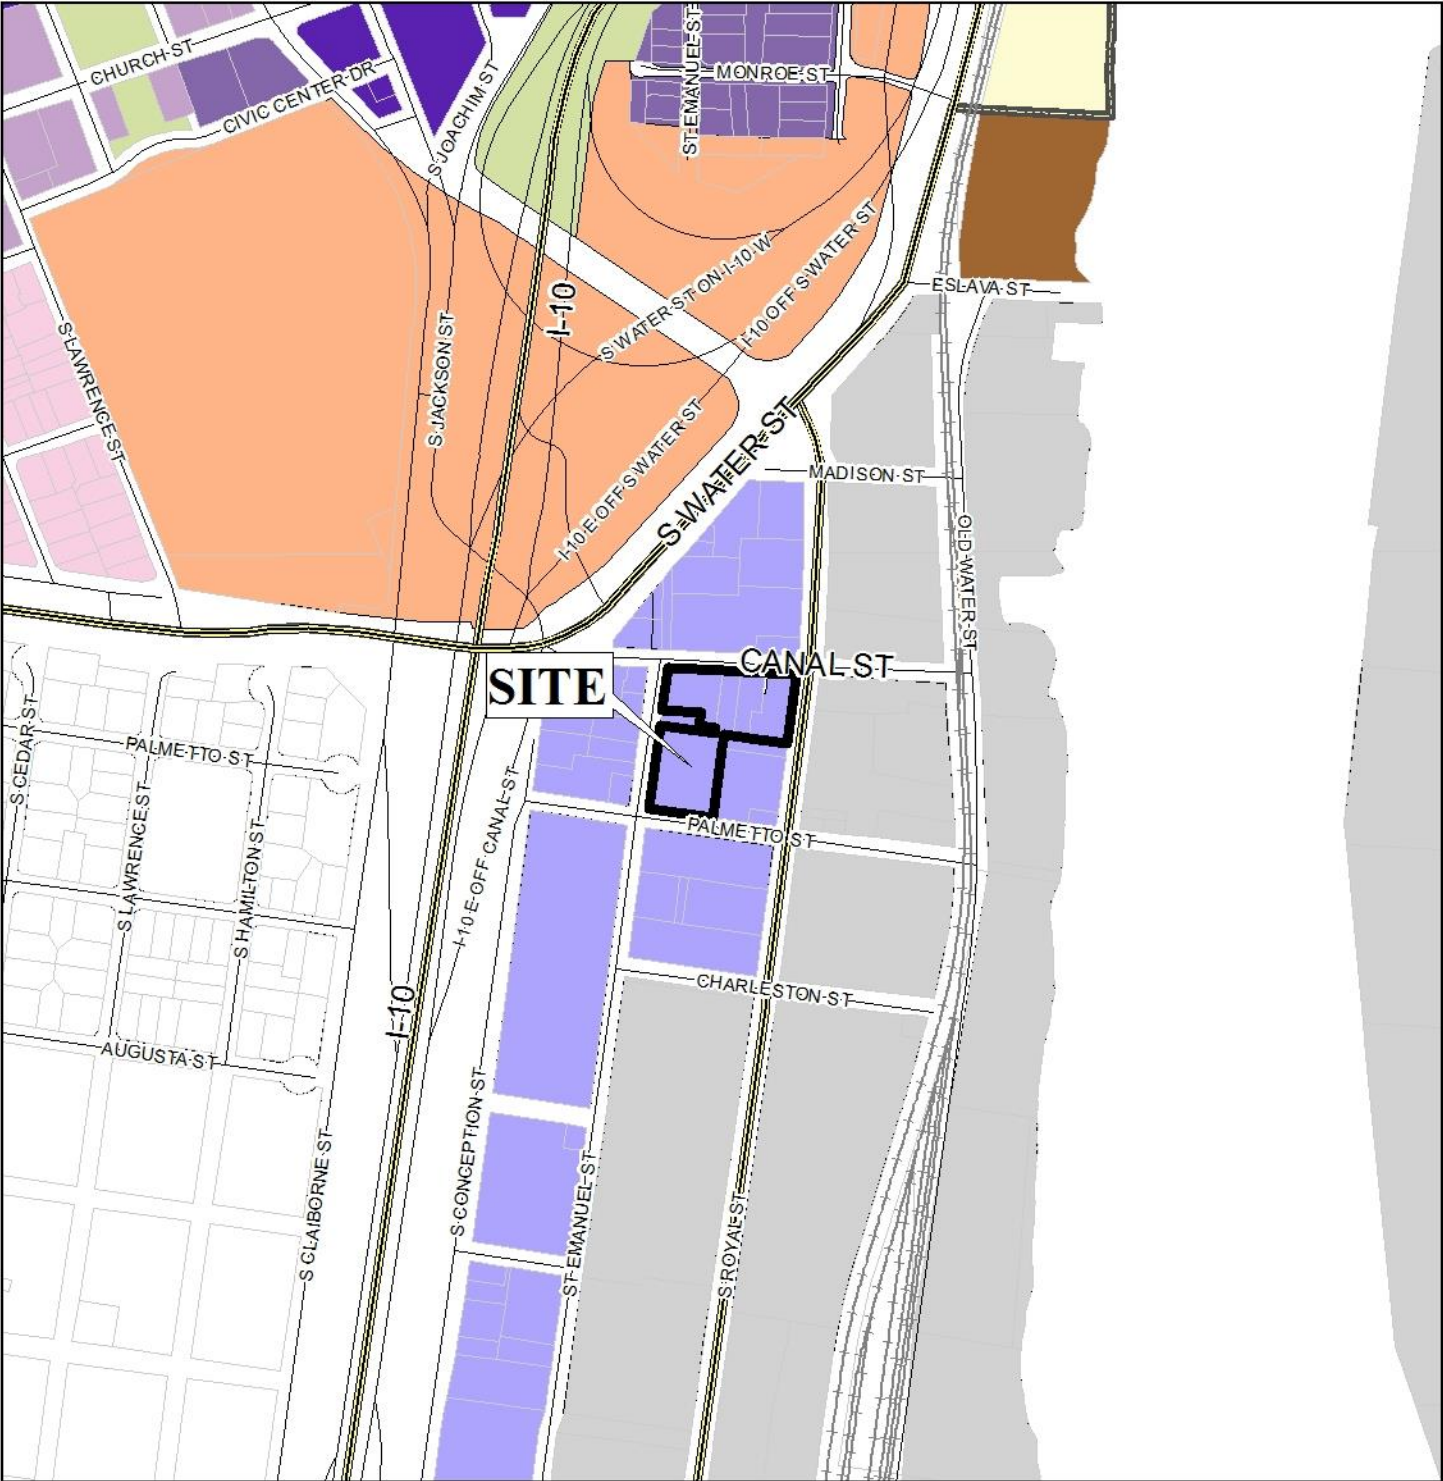 CHURCH ST
CIVIC CENTER DR
S JOACHIM ST
ST EMANUEL ST
MONROE ST
S LAWRENCE ST
S JACKSON ST
I-10
S WATER ST ON I-10 W
I-10 OFF S WATER ST
ESLAVA ST
I-10 E OFF S WATER ST
S WATER ST
MADISON ST
OLD WATER ST
CANAL ST
SITE
S CEDAR ST
PALMETTO ST
S LAWRENCE ST
S HAMILTON ST
I-10 E OFF CANAL ST
PALMETTO ST
CHARLESTON ST
I-10
AUGUSTA ST
S CLAIBORNE ST
S CONCEPTION ST
ST EMANUEL ST
S ROYAL ST